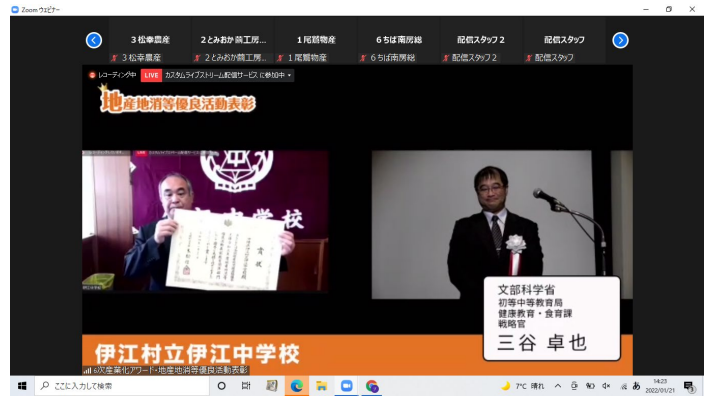 Zoom ウェビナー
3 松幸農産
2 とみおか繭工房...
1 尾鷲物産
6 ちば南房総
配信スタッフ 2
配信スタッフ
3 松幸農産
2 とみおか繭工房...
1 尾鷲物産
6 ちば南房総
配信スタッフ 2
配信スタッフ
レコーディング中
LIVE カスタムライブストリーム配信サービス に参加中
地産地消等優良活動表彰
中学校
賞状
文部科学省
初等中等教育局
健康教育・食育課
戦略官
三谷 卓也
伊江村立伊江中学校
6次産業化アワード・地産地消等優良活動表彰
ここに入力して検索
7°C 晴れ
あ
14:23
2022/01/21